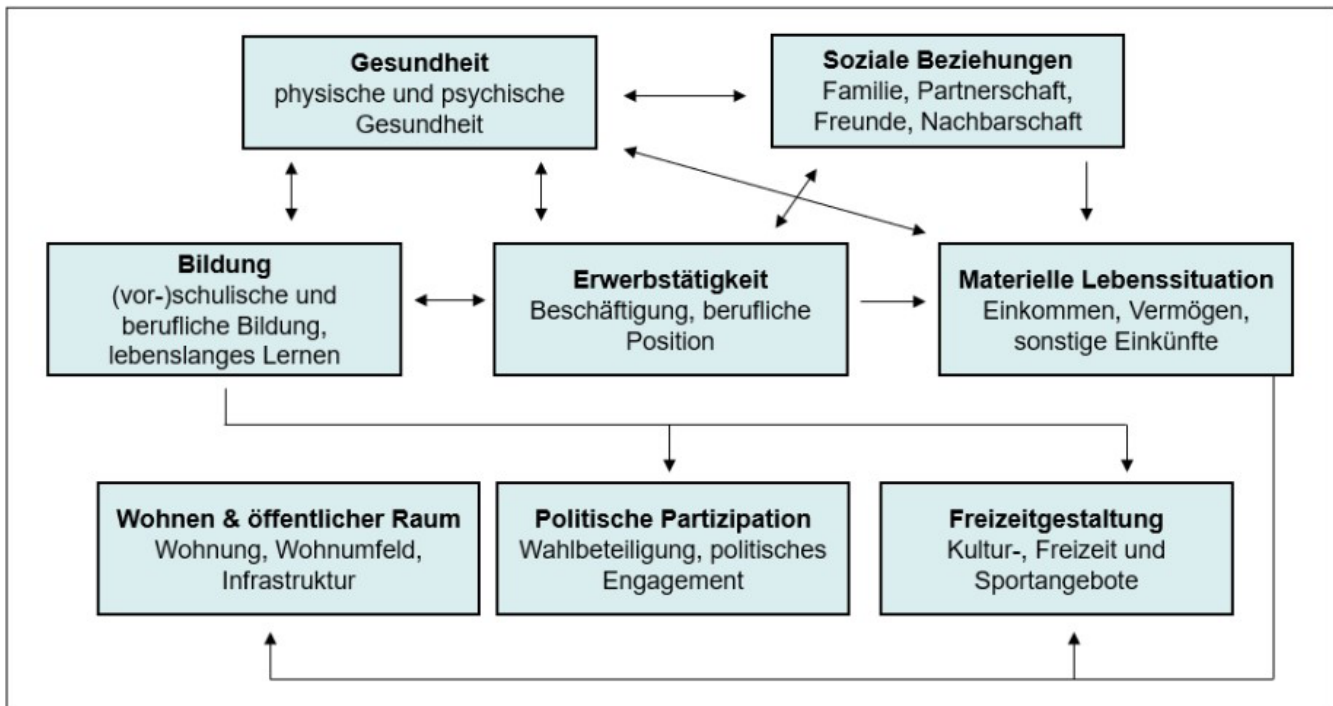 Gesundheit
physische und psychische
Gesundheit
Soziale Beziehungen
Familie, Partnerschaft,
Freunde, Nachbarschaft
Bildung
(vor-)schulische und
berufliche Bildung,
lebenslanges Lernen
Erwerbstätigkeit
Beschäftigung, berufliche
Position
Materielle Lebenssituation
Einkommen, Vermögen,
sonstige Einkünfte
Wohnen & öffentlicher Raum
Wohnung, Wohnumfeld,
Infrastruktur
Politische Partizipation
Wahlbeteiligung, politisches
Engagement
Freizeitgestaltung
Kultur-, Freizeit und
Sportangebote